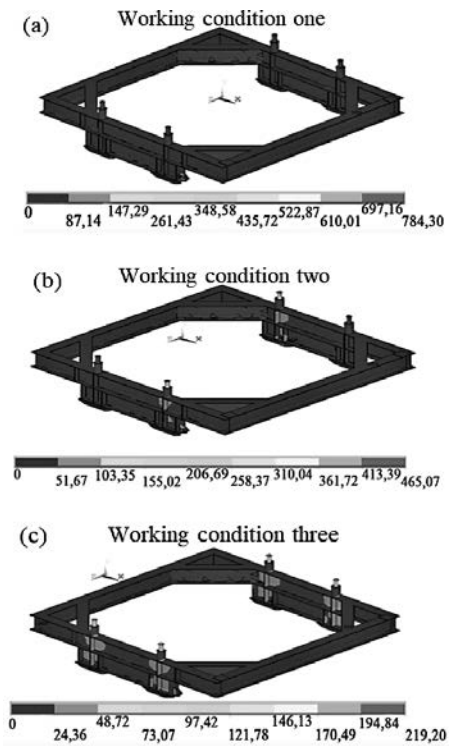 (a) Working condition one
0 147,29 348,58 522,87 697,16
87,14 261,43 435,72 610,01 784,30
(b) Working condition two
0 103,35 206,69 310,04 413,39
51,67 155,02 258,37 361,72 465,07
(c) Working condition three
0 48,72 97,42 146,13 194,84
24,36 73,07 121,78 170,49 219,20